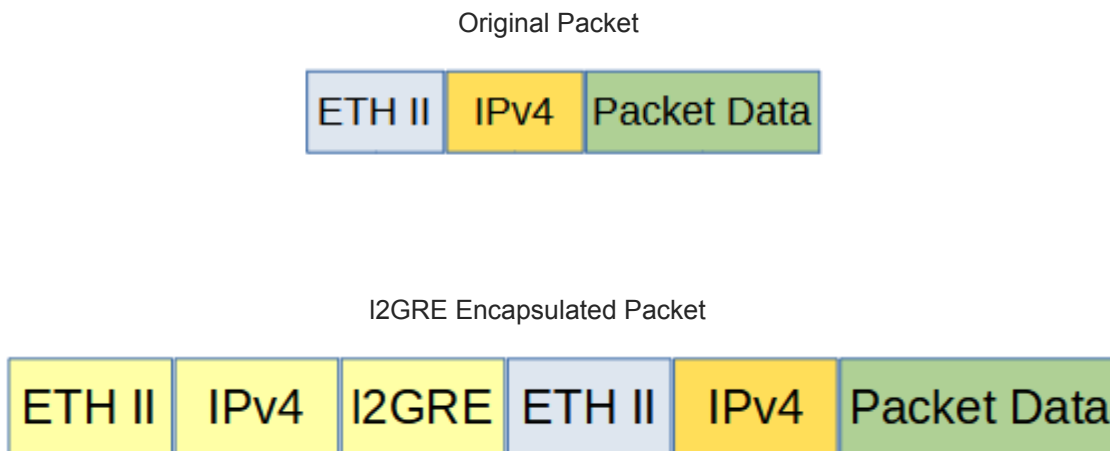 Original Packet
ETH II IPv4 Packet Data
l2GRE Encapsulated Packet
ETH II IPv4 l2GRE ETH II IPv4 Packet Data